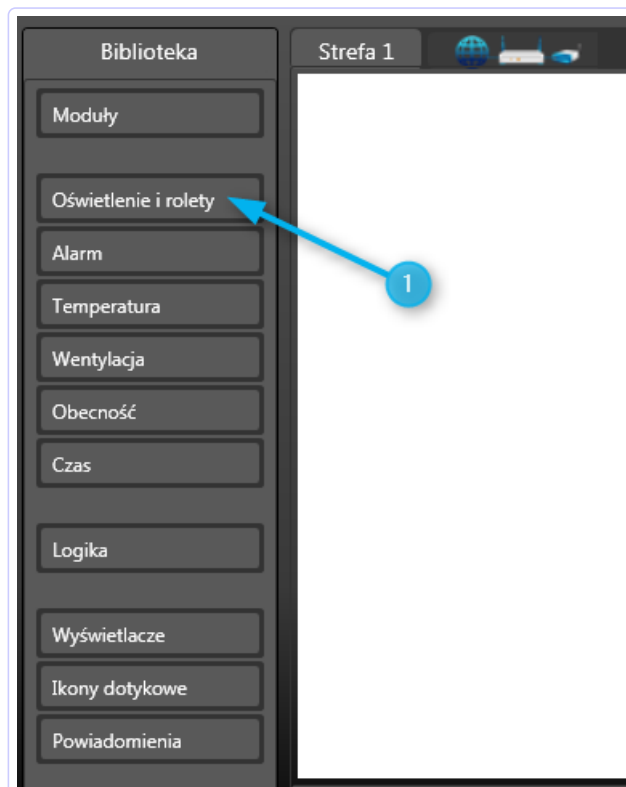 Biblioteka
Strefa 1
Moduły
Oświetlenie i rolety
Alarm
1
Temperatura
Wentylacja
Obecność
Czas
Logika
Wyświetlacze
Ikony dotykowe
Powiadomienia